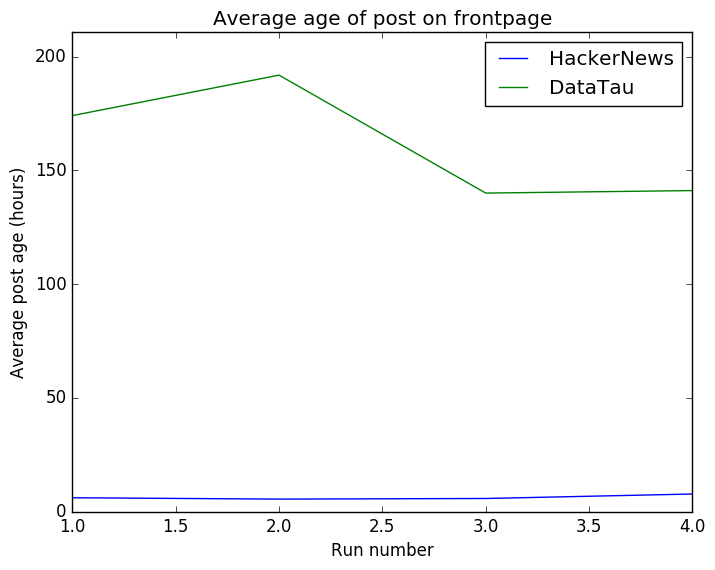 Average age of post on frontpage
HackerNews
DataTau
Average post age (hours)
200
150
100
50
0
1.0 1.5 2.0 2.5 3.0 3.5 4.0
Run number